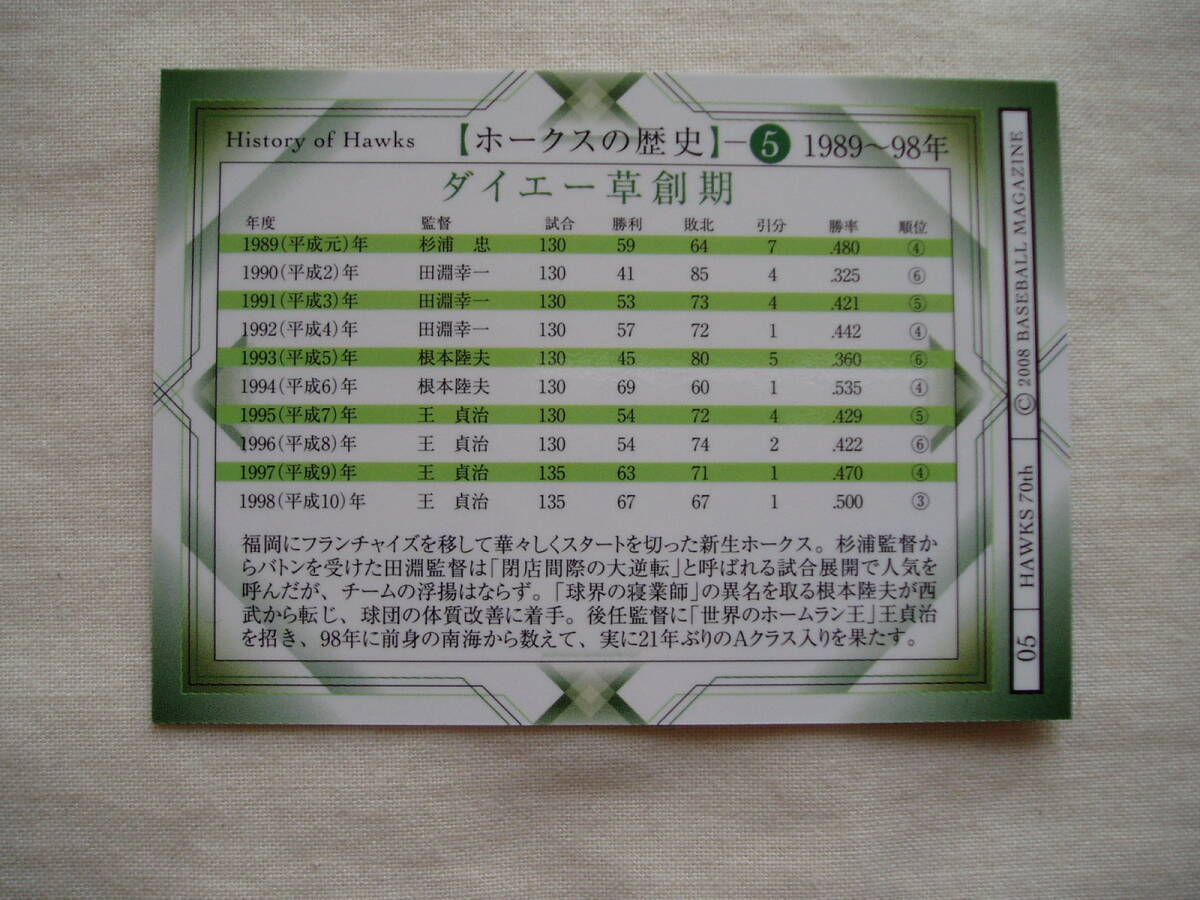 History of Hawks 【ホークスの歴史】−❺ 1989〜98年
ダイエー草創期
年度 監督 試合 勝利 敗北 引分 勝率 順位
1989(平成元)年 杉浦 忠 130 59 64 7 .480 ④
1990(平成2)年 田淵幸一 130 41 85 4 .325 ⑥
1991(平成3)年 田淵幸一 130 53 73 4 .421 ⑤
1992(平成4)年 田淵幸一 130 57 72 1 .442 ④
1993(平成5)年 根本陸夫 130 45 80 5 .360 ⑥
1994(平成6)年 根本陸夫 130 69 60 1 .535 ④
1995(平成7)年 王 貞治 130 54 72 4 .429 ⑤
1996(平成8)年 王 貞治 130 54 74 2 .422 ⑥
1997(平成9)年 王 貞治 135 63 71 1 .470 ④
1998(平成10)年 王 貞治 135 67 67 1 .500 ③
福岡にフランチャイズを移して華々しくスタートを切った新生ホークス。杉浦監督か
らバトンを受けた田淵監督は「閉店間際の大逆転」と呼ばれる試合展開で人気を
呼んだが、チームの浮揚はならず。「球界の寝業師」の異名を取る根本陸夫が西
武から転じ、球団の体質改善に着手。後任監督に「世界のホームラン王」王貞治
を招き、98年に前身の南海から数えて、実に21年ぶりのAクラス入りを果たす。
05 HAWKS 70th © 2008 BASEBALL MAGAZINE